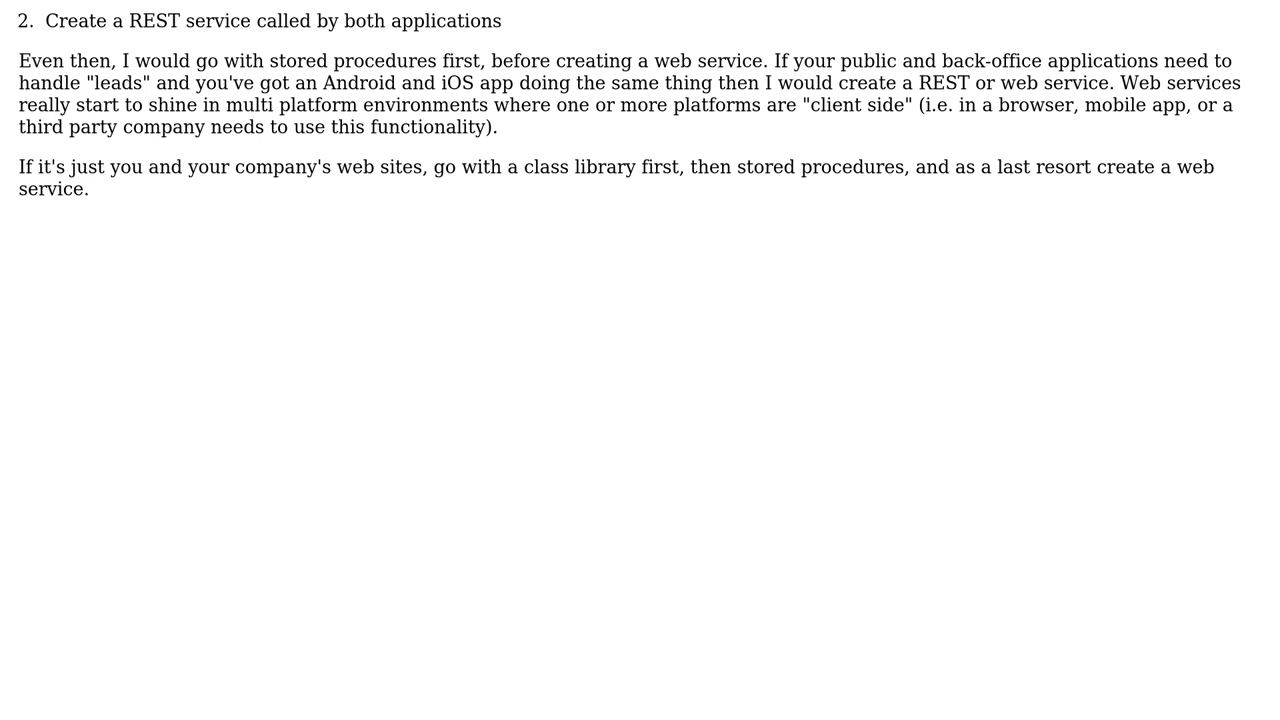 2. Create a REST service called by both applications
Even then, I would go with stored procedures first, before creating a web service. If your public and back-office applications need to
handle "leads" and you've got an Android and iOS app doing the same thing then I would create a REST or web service. Web services
really start to shine in multi platform environments where one or more platforms are "client side" (i.e. in a browser, mobile app, or a
third party company needs to use this functionality).
If it's just you and your company's web sites, go with a class library first, then stored procedures, and as a last resort create a web
service.